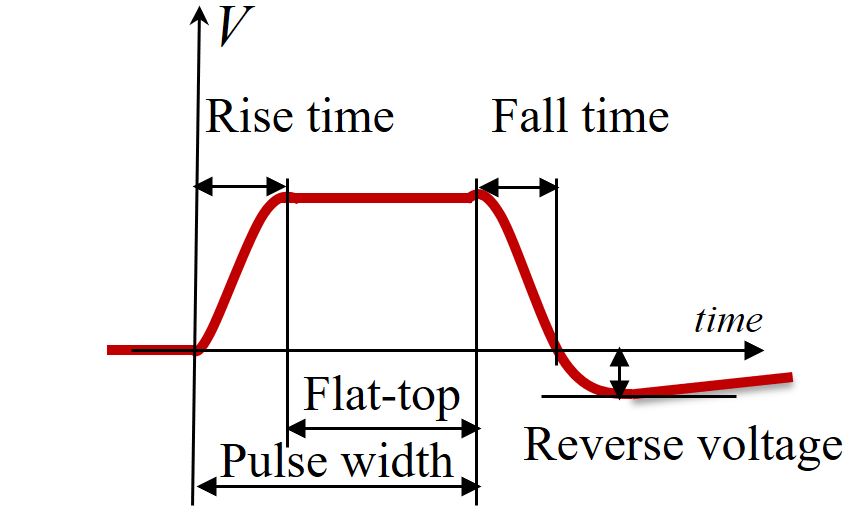 V
Rise time
Fall time
time
Flat-top
Reverse voltage
Pulse width